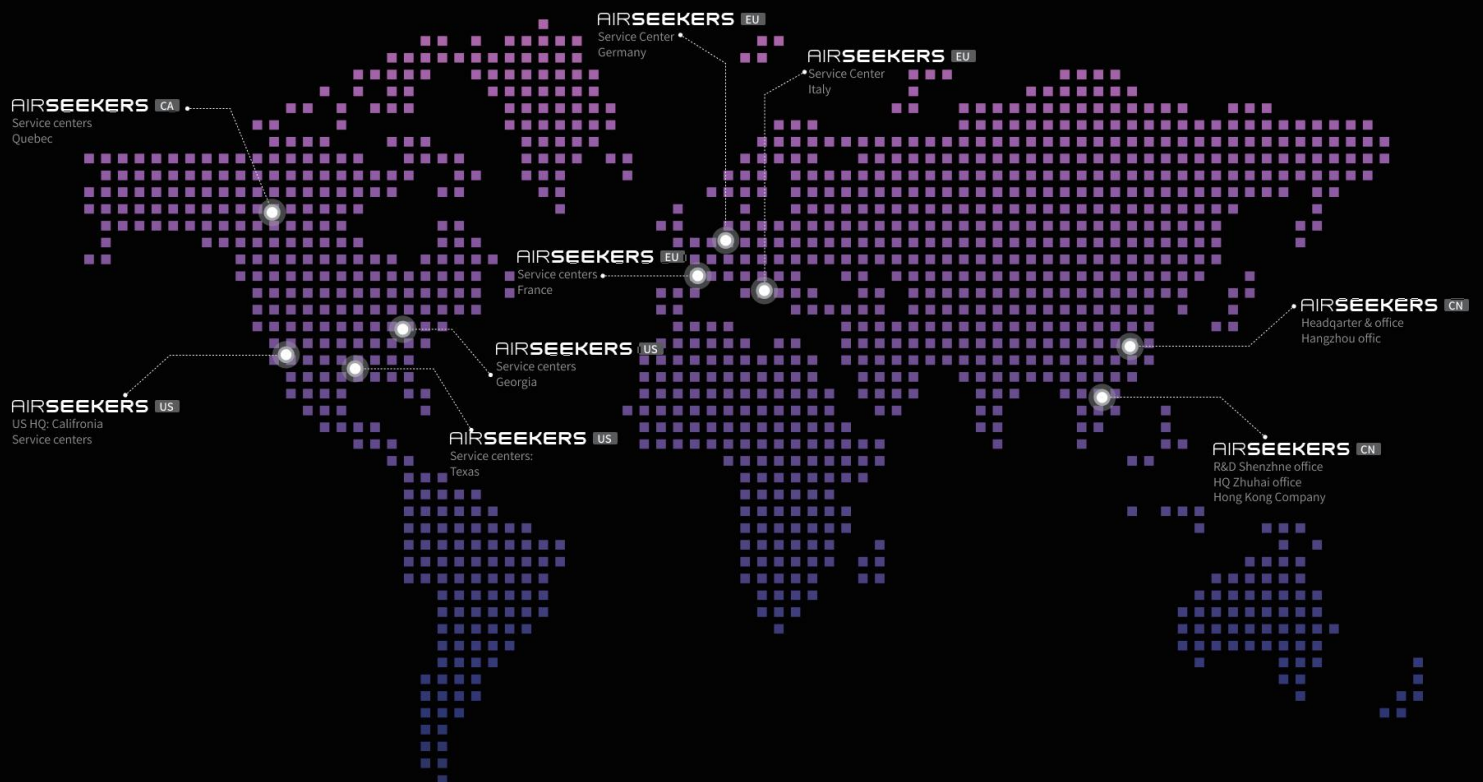 AIRSEEKERS EU
Service Center
Germany
AIRSEEKERS EU
Service Center
Italy
AIRSEEKERS CA
Service centers
Quebec
AIRSEEKERS EU
Service centers
France
AIRSEEKERS CN
Headqarter & office
Hangzhou offic
AIRSEEKERS US
Service centers
Georgia
AIRSEEKERS US
US HQ: Califronia
Service centers
AIRSEEKERS US
Service centers:
Texas
AIRSEEKERS CN
R&D Shenzhne office
HQ Zhuhai office
Hong Kong Company